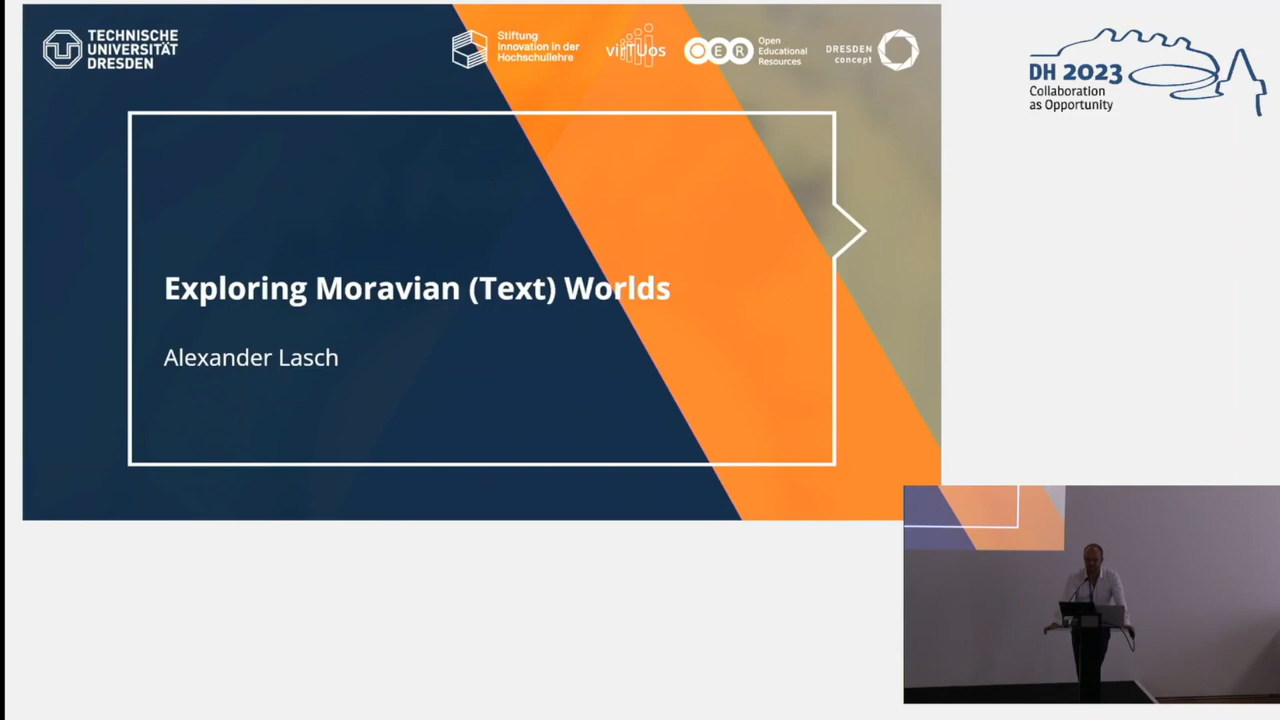 TECHNISCHE
UNIVERSITÄT
DRESDEN
Stiftung
Innovation in der
Hochschullehre
virTUos
OER
Open
Educational
Resources
DRESDEN
concept
DH 2023
Collaboration
as Opportunity
Exploring Moravian (Text) Worlds
Alexander Lasch